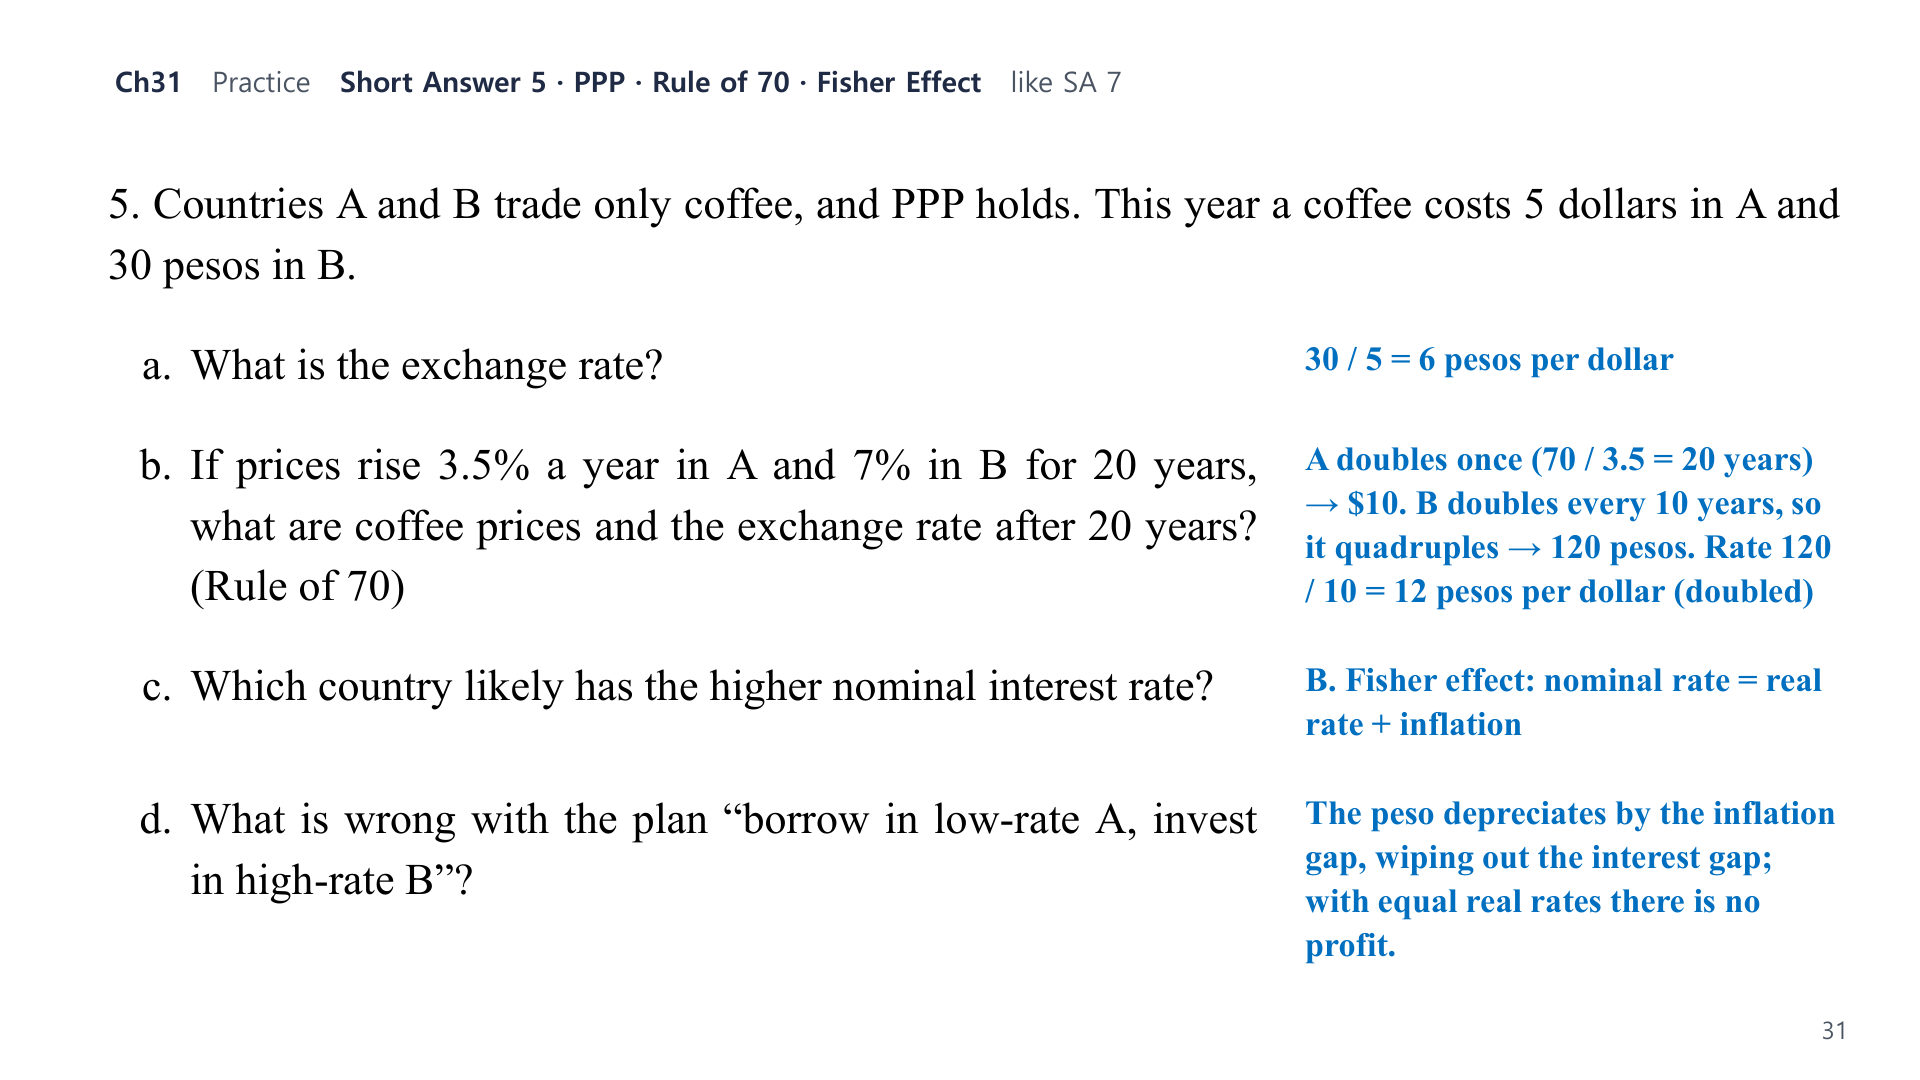 Ch31 Practice Short Answer 5 · PPP · Rule of 70 · Fisher Effect like SA 7
5. Countries A and B trade only coffee, and PPP holds. This year a coffee costs 5 dollars in A and
30 pesos in B.
a. What is the exchange rate?
30 / 5 = 6 pesos per dollar
b. If prices rise 3.5% a year in A and 7% in B for 20 years,
what are coffee prices and the exchange rate after 20 years?
(Rule of 70)
A doubles once (70 / 3.5 = 20 years)
→ $10. B doubles every 10 years, so
it quadruples → 120 pesos. Rate 120
/ 10 = 12 pesos per dollar (doubled)
c. Which country likely has the higher nominal interest rate?
B. Fisher effect: nominal rate = real
rate + inflation
d. What is wrong with the plan “borrow in low-rate A, invest
in high-rate B”?
The peso depreciates by the inflation
gap, wiping out the interest gap;
with equal real rates there is no
profit.
31